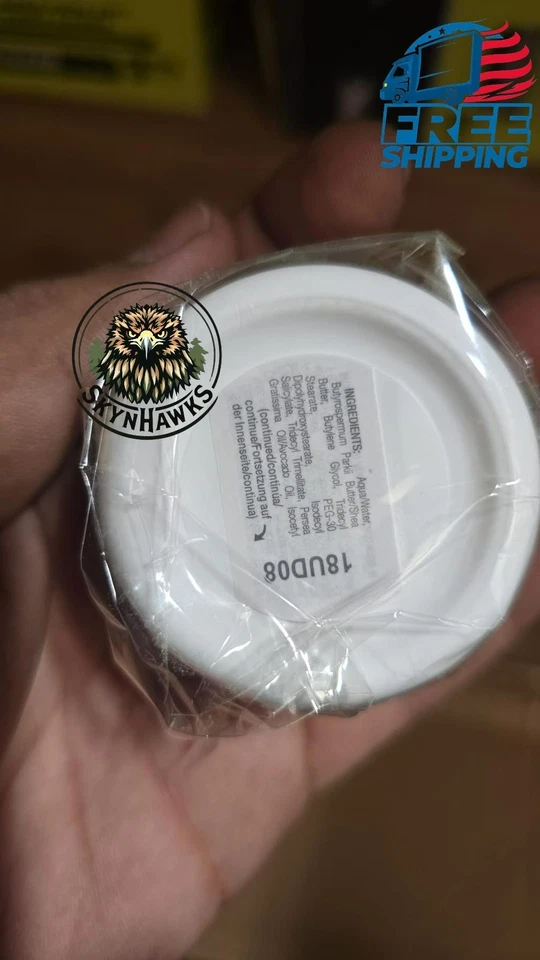 FREE
SHIPPING
SKYNHAWKS
INGREDIENTS: Aqua/Water,
Butyrospermum Parkii Butter/Shea
Butter, Butylene Glycol, Tridecyl
Stearate, PEG-30
Dipolyhydroxystearate, Isodecyl
Salicylate, Tridecyl Trimellitate, Persea
Gratissima Oil/Avocado Oil, Isocetyl
(continued/continúa/
continue/Fortsetzung auf
der Innenseite/continua)
18UD08